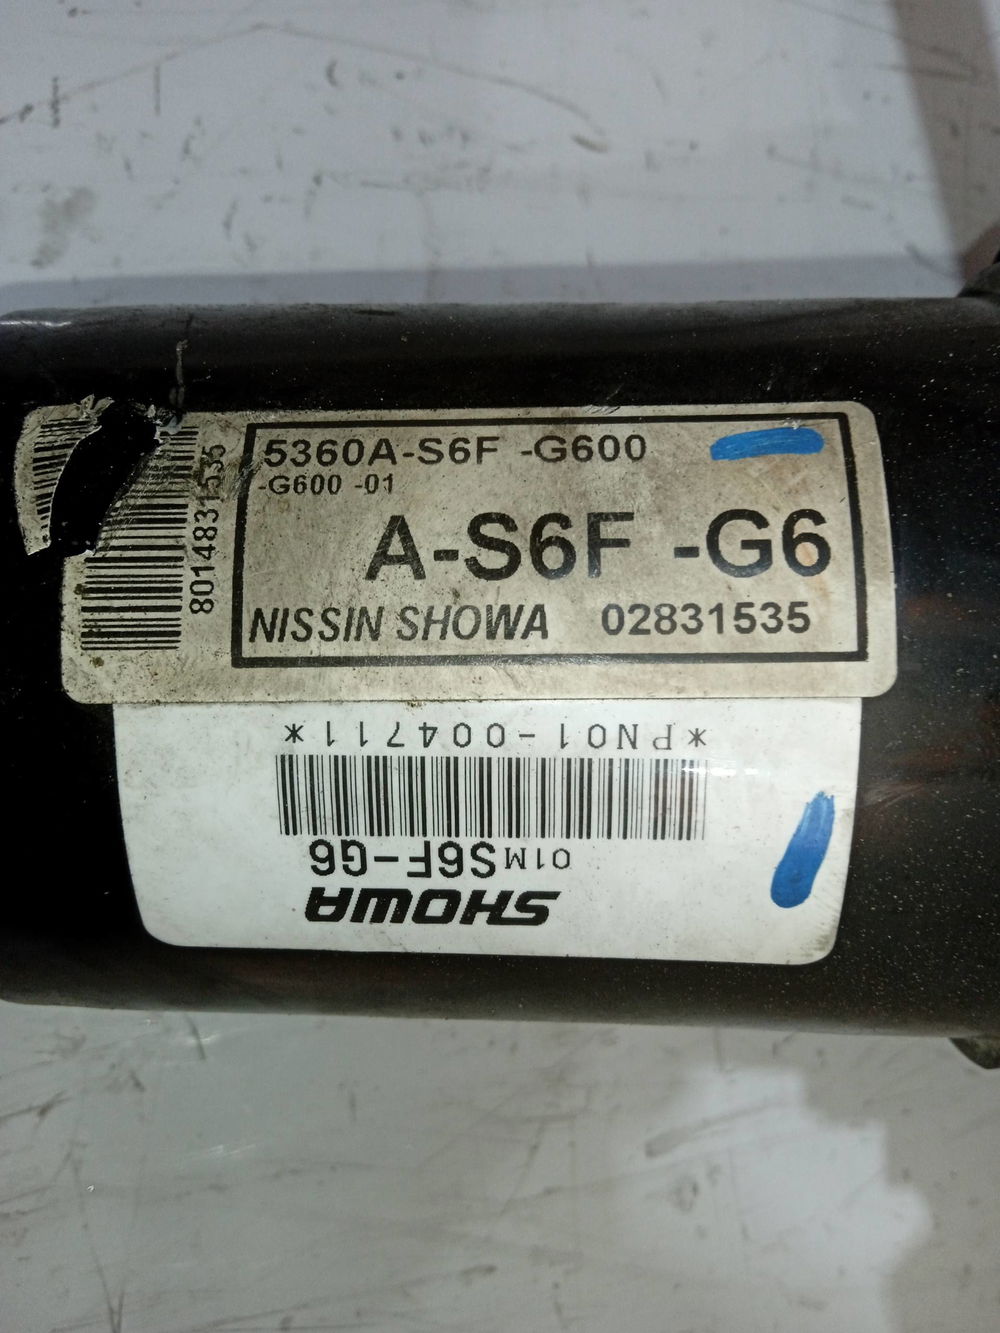 5360A-S6F -G600
-G600 -01
A-S6F -G6
NISSIN SHOWA 02831535
8014831535
SHOWA
01M S6F-G6
*PN01-004711*